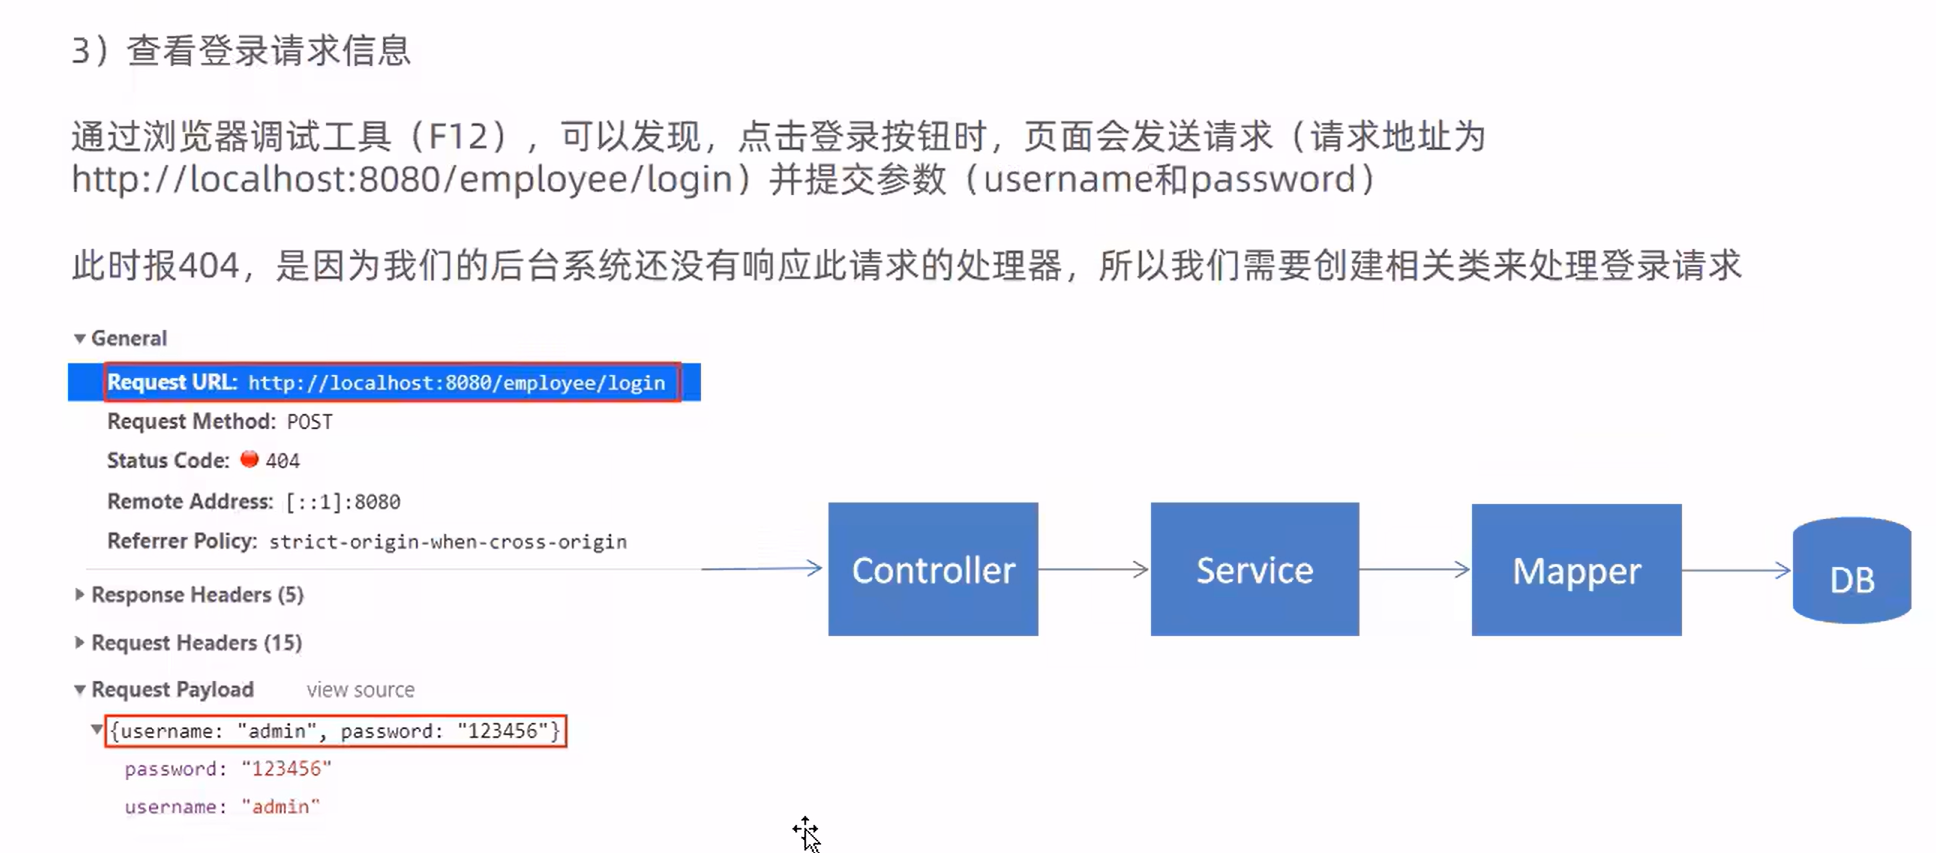 3）查看登录请求信息
通过浏览器调试工具（F12），可以发现，点击登录按钮时，页面会发送请求（请求地址为
http://localhost:8080/employee/login）并提交参数（username和password）
此时报404，是因为我们的后台系统还没有响应此请求的处理器，所以我们需要创建相关类来处理登录请求
General
Request URL: http://localhost:8080/employee/login
Request Method: POST
Status Code: 404
Remote Address: [::1]:8080
Referrer Policy: strict-origin-when-cross-origin
Response Headers (5)
Request Headers (15)
Request Payload view source
{username: "admin", password: "123456"}
password: "123456"
username: "admin"
Controller
Service
Mapper
DB